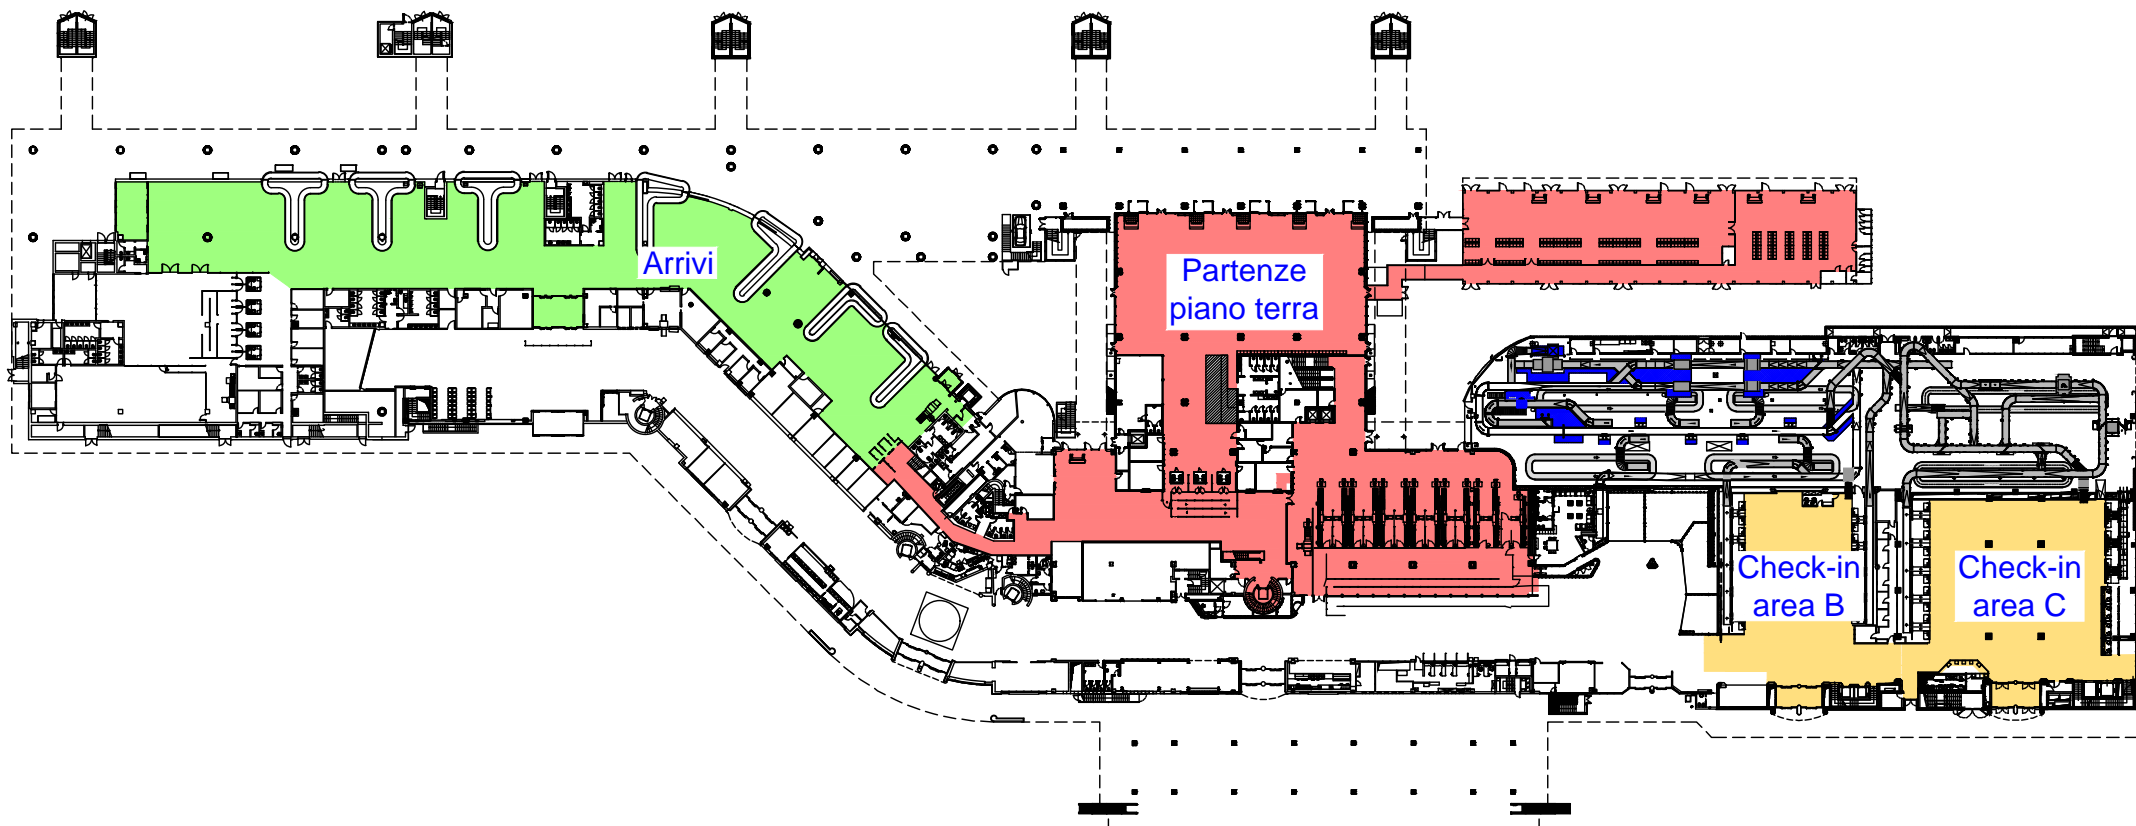 Arrivi
Partenze
piano terra
Check-in
area B
Check-in
area C